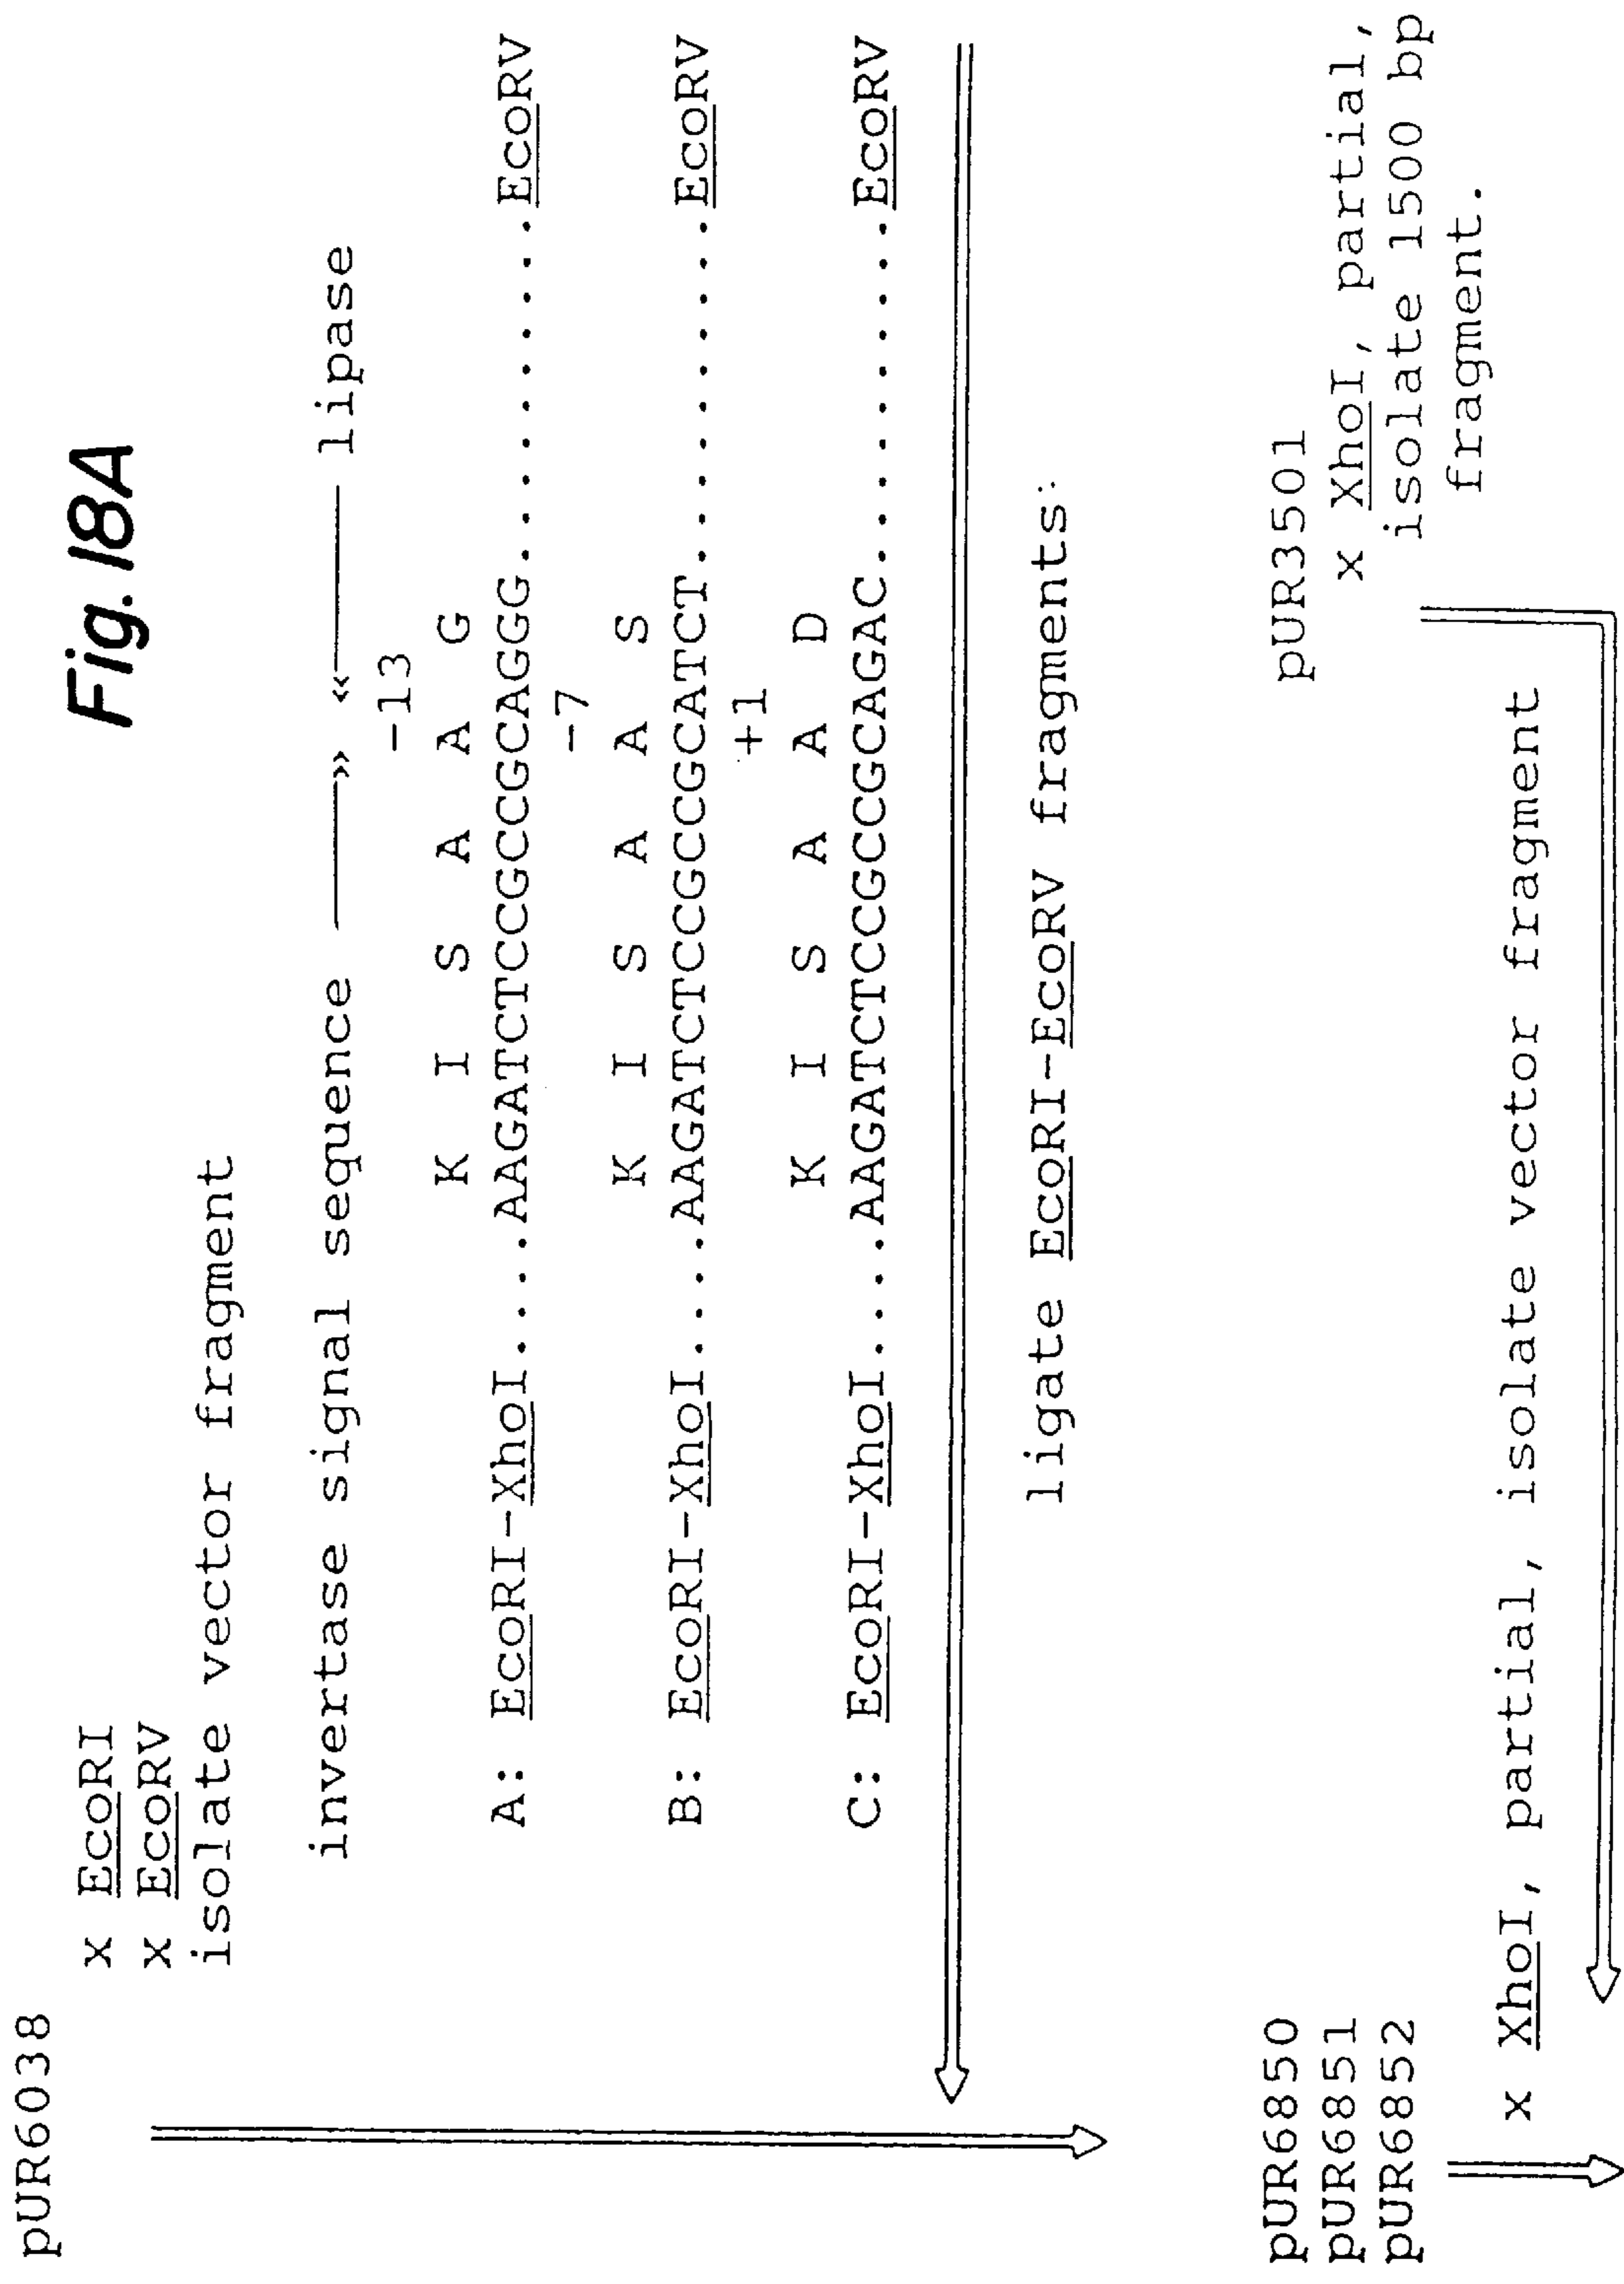 Fig. 18A
pUR6038
x EcoRI
x EcoRV
isolate vector fragment
invertase signal sequence ——» «—— lipase
-13
K I S A A G
A: EcoRI-XhoI....AAGATCTCCGCCGCAGGG..........EcoRV
-7
K I S A A S
B: EcoRI-XhoI....AAGATCTCCGCCGCATCT..........EcoRV
+1
K I S A A D
C: EcoRI-XhoI....AAGATCTCCGCCGCAGAC..........EcoRV
ligate EcoRI-EcoRV fragments:
pUR6850
pUR6851
pUR6852
pUR3501
x XhoI, partial,
isolate 1500 bp
fragment.
x XhoI, partial, isolate vector fragment